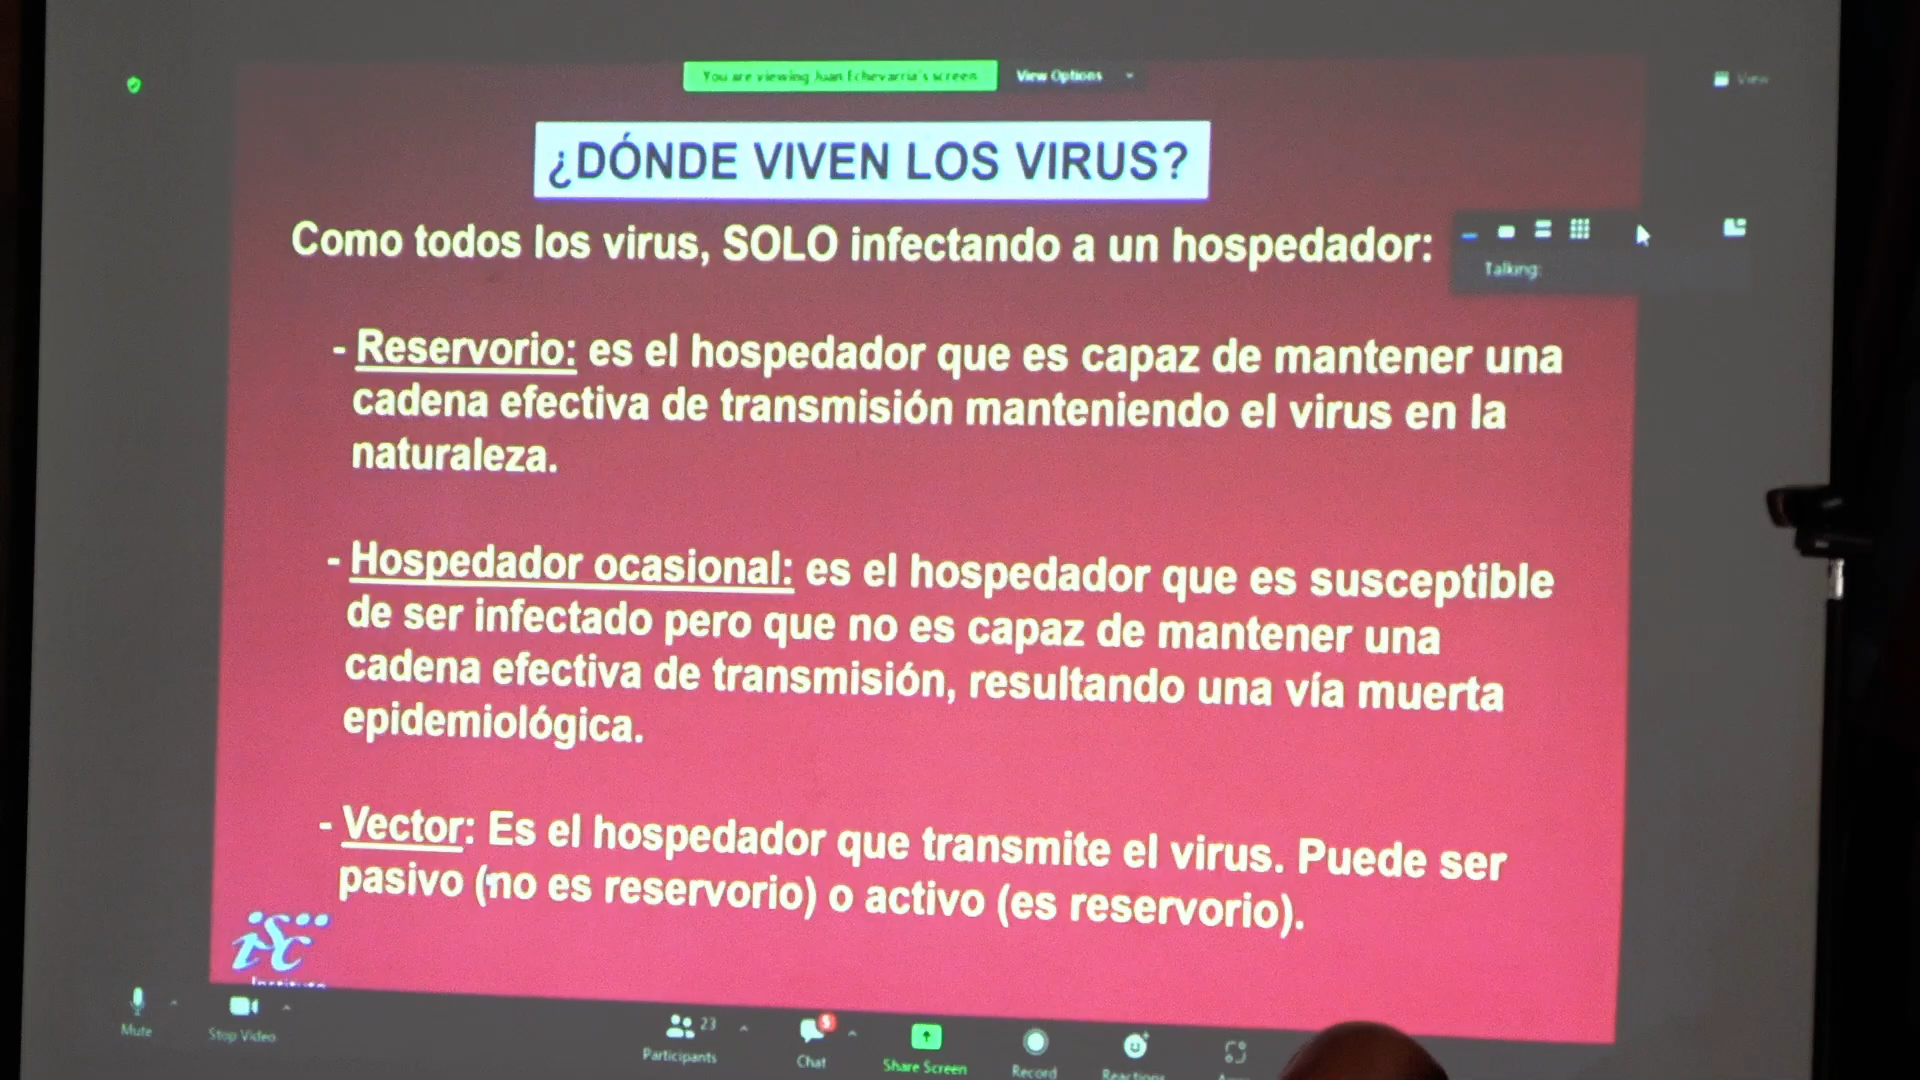 You are viewing Juan Echevarria's screen
View Options
View
¿DÓNDE VIVEN LOS VIRUS?
Como todos los virus, SOLO infectando a un hospedador:
Talking:
- Reservorio: es el hospedador que es capaz de mantener una
cadena efectiva de transmisión manteniendo el virus en la
naturaleza.
- Hospedador ocasional: es el hospedador que es susceptible
de ser infectado pero que no es capaz de mantener una
cadena efectiva de transmisión, resultando una vía muerta
epidemiológica.
- Vector: Es el hospedador que transmite el virus. Puede ser
pasivo (no es reservorio) o activo (es reservorio).
Mute
Stop Video
23
Participants
5
Chat
Share Screen
Record
Reactions